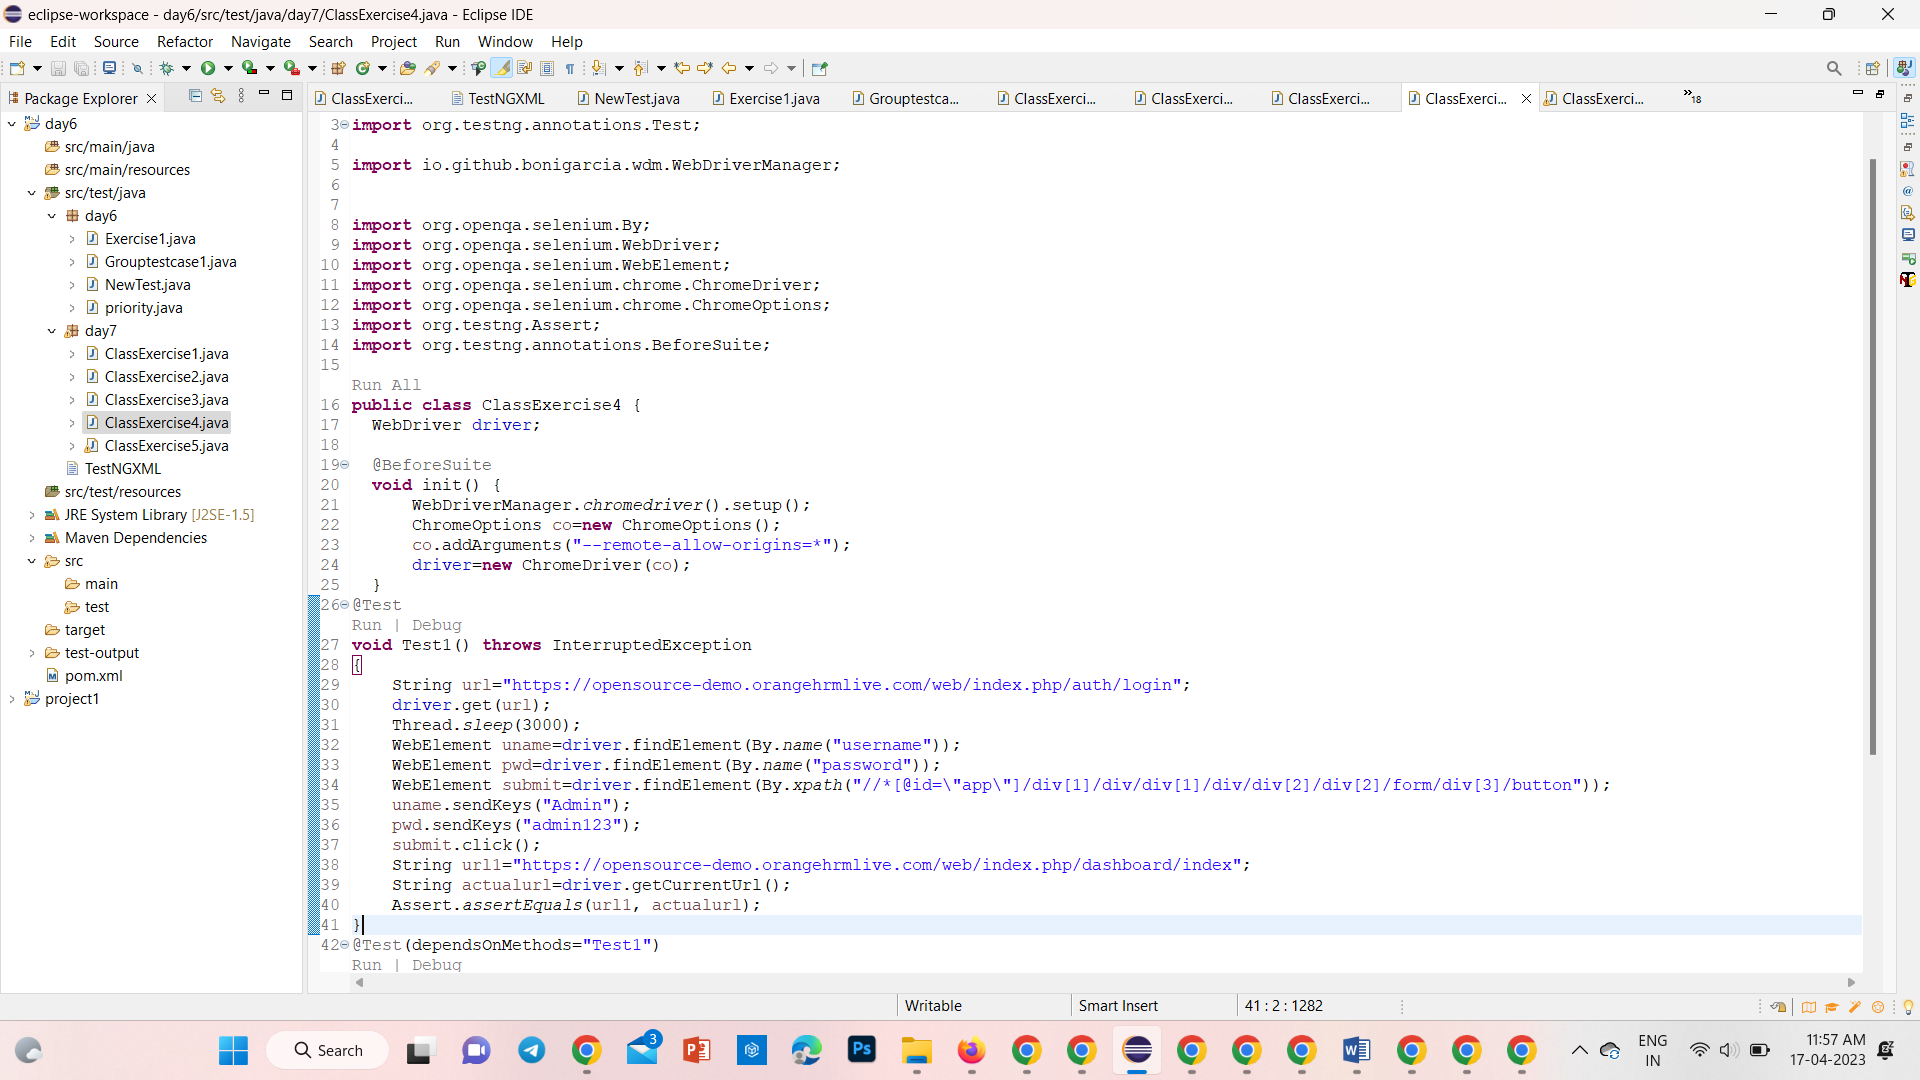 eclipse-workspace - day6/src/test/java/day7/ClassExercise4.java - Eclipse IDE
File Edit Source Refactor Navigate Search Project Run Window Help
Package Explorer
ClassExerci... TestNGXML NewTest.java Exercise1.java Grouptestca... ClassExerci... ClassExerci... ClassExerci... ClassExerci... ClassExerci... »18
day6
src/main/java
src/main/resources
src/test/java
day6
Exercise1.java
Grouptestcase1.java
NewTest.java
priority.java
day7
ClassExercise1.java
ClassExercise2.java
ClassExercise3.java
ClassExercise4.java
ClassExercise5.java
TestNGXML
src/test/resources
JRE System Library [J2SE-1.5]
Maven Dependencies
src
main
test
target
test-output
pom.xml
project1
3 import org.testng.annotations.Test;
4
5 import io.github.bonigarcia.wdm.WebDriverManager;
6
7
8 import org.openqa.selenium.By;
9 import org.openqa.selenium.WebDriver;
10 import org.openqa.selenium.WebElement;
11 import org.openqa.selenium.chrome.ChromeDriver;
12 import org.openqa.selenium.chrome.ChromeOptions;
13 import org.testng.Assert;
14 import org.testng.annotations.BeforeSuite;
15
Run All
16 public class ClassExercise4 {
17 WebDriver driver;
18
19 @BeforeSuite
20 void init() {
21 WebDriverManager.chromedriver().setup();
22 ChromeOptions co=new ChromeOptions();
23 co.addArguments("--remote-allow-origins=*");
24 driver=new ChromeDriver(co);
25 }
26 @Test
Run | Debug
27 void Test1() throws InterruptedException
28 {
29 String url="https://opensource-demo.orangehrmlive.com/web/index.php/auth/login";
30 driver.get(url);
31 Thread.sleep(3000);
32 WebElement uname=driver.findElement(By.name("username"));
33 WebElement pwd=driver.findElement(By.name("password"));
34 WebElement submit=driver.findElement(By.xpath("//*[@id=\"app\"]/div[1]/div/div[1]/div/div[2]/div[2]/form/div[3]/button"));
35 uname.sendKeys("Admin");
36 pwd.sendKeys("admin123");
37 submit.click();
38 String url1="https://opensource-demo.orangehrmlive.com/web/index.php/dashboard/index";
39 String actualurl=driver.getCurrentUrl();
40 Assert.assertEquals(url1, actualurl);
41 }
42 @Test(dependsOnMethods="Test1")
Run | Debug
Writable Smart Insert 41 : 2 : 1282
Search
3
Ps
ENG
IN
11:57 AM
17-04-2023